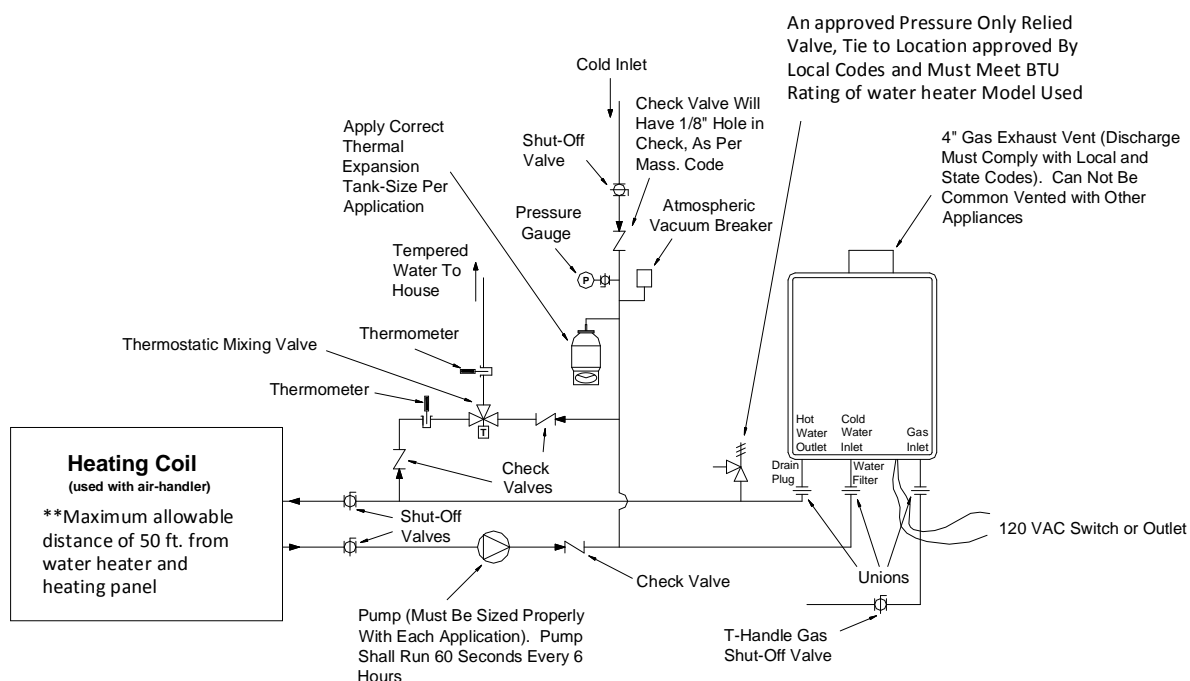 An approved Pressure Only Relied
Valve, Tie to Location approved By
Local Codes and Must Meet BTU
Rating of water heater Model Used
Cold Inlet
Check Valve Will
Have 1/8" Hole in
Check, As Per
Mass. Code
Apply Correct
Thermal
Expansion
Tank-Size Per
Application
Shut-Off
Valve
4" Gas Exhaust Vent (Discharge
Must Comply with Local and
State Codes).  Can Not Be
Common Vented with Other
Appliances
Pressure
Gauge
Atmospheric
Vacuum Breaker
P
Tempered
Water To
House
Thermometer
Thermostatic Mixing Valve
Thermometer
T
Hot
Water
Outlet
Cold
Water
Inlet
Gas
Inlet
Heating Coil
(used with air-handler)
**Maximum allowable
distance of 50 ft. from
water heater and
heating panel
Check
Valves
Drain
Plug
Water
Filter
Shut-Off
Valves
120 VAC Switch or Outlet
Check Valve
Unions
Pump (Must Be Sized Properly
With Each Application).  Pump
Shall Run 60 Seconds Every 6
Hours
T-Handle Gas
Shut-Off Valve